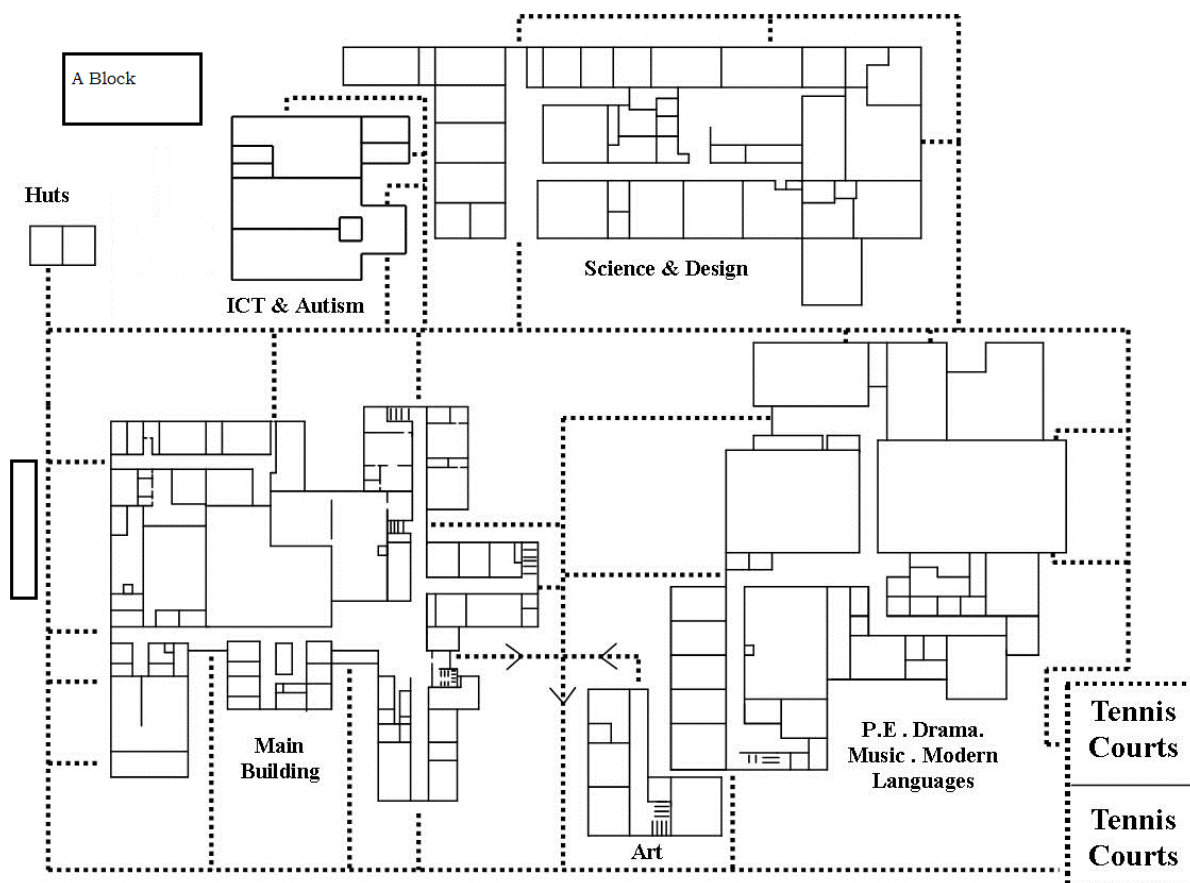 A Block
Huts
ICT & Autism
Science & Design
Main
Building
P.E . Drama.
Music . Modern
Languages
Art
Tennis
Courts
Tennis
Courts